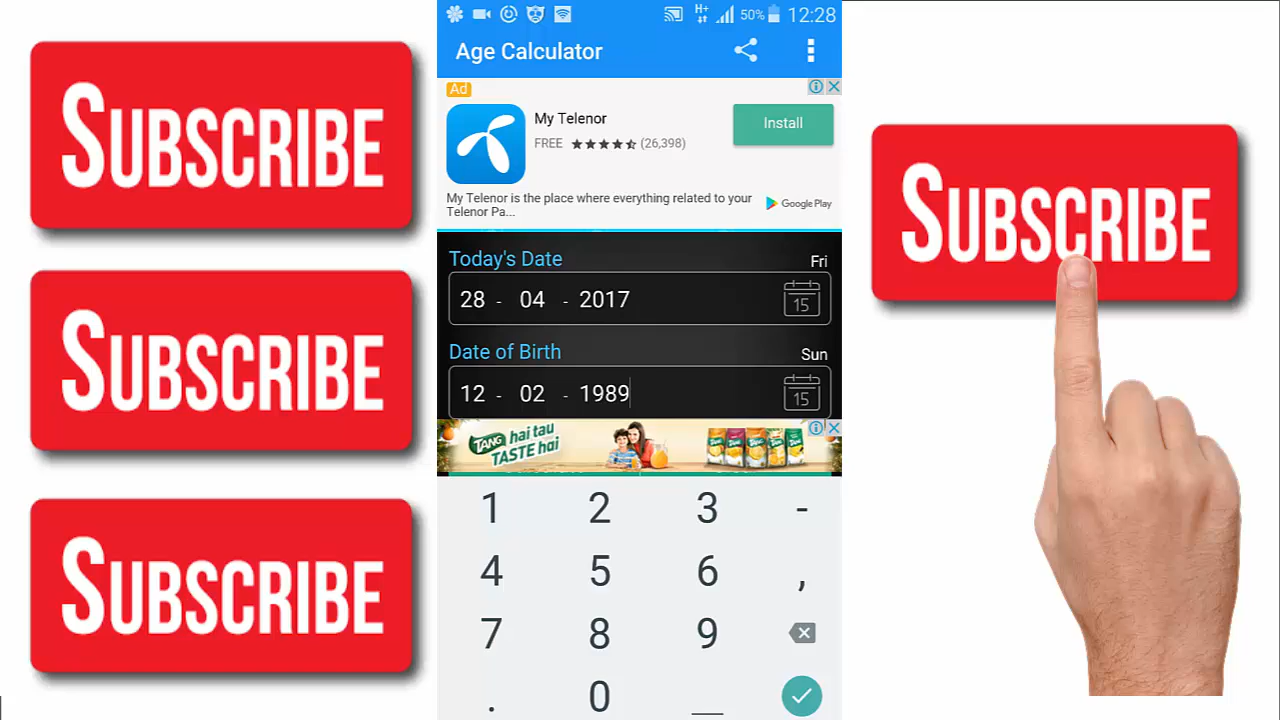 SUBSCRIBE
SUBSCRIBE
SUBSCRIBE
H+ 50% 12:28
Age Calculator
Ad
My Telenor
FREE (26,398)
Install
My Telenor is the place where everything related to your
Telenor Pa...
Google Play
Today's Date Fri
28 - 04 - 2017 15
Date of Birth Sun
12 - 02 - 1989 15
TANG hai tau
TASTE hai
1 2 3 -
4 5 6 ,
7 8 9
. 0 _
SUBSCRIBE